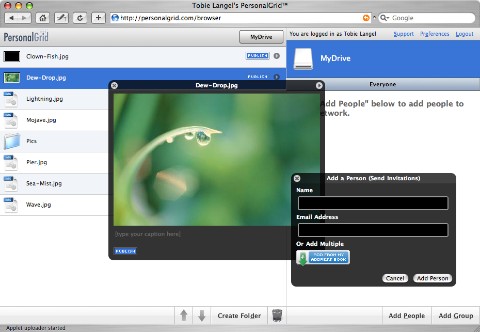 Tobie Langel's PersonalGrid™
http://personalgrid.com/browser
Google
PersonalGrid
MyDrive
You are logged in as Tobie Langel
Support
Preferences
Logout
Clown-Fish.jpg
PUBLISH
MyDrive
Dew-Drop.jpg
PUBLISH
Dew-Drop.jpg
Everyone
Lightning.jpg
Add People" below to add people to
Mojave.jpg
Pics
Pier.jpg
Sea-Mist.jpg
Wave.jpg
[type your caption here]
PUBLISH
Add a Person (Send Invitations)
Name
Email Address
Or Add Multiple
ADDRESS BOOK
Cancel
Add Person
Create Folder
Add People
Add Group
Applet uploader started